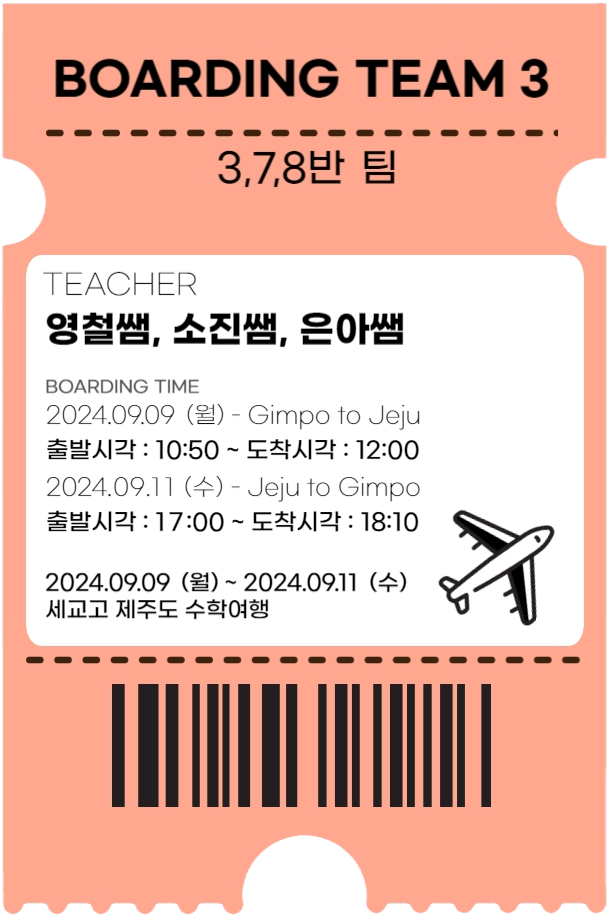 BOARDING TEAM 3
3,7,8반 팀
TEACHER
영철쌤, 소진쌤, 은아쌤
BOARDING TIME
2024.09.09 (월) - Gimpo to Jeju
출발시각 : 10:50 ~ 도착시각 : 12:00
2024.09.11 (수) - Jeju to Gimpo
출발시각 : 17:00 ~ 도착시각 : 18:10
2024.09.09 (월) ~ 2024.09.11 (수)
세교고 제주도 수학여행